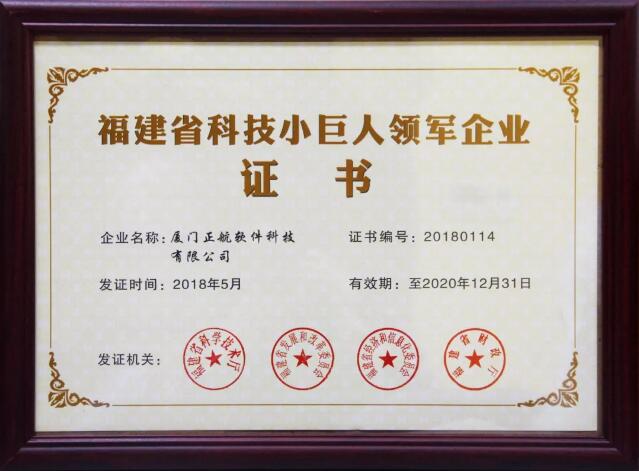 福建省科技小巨人领军企业
证 书
企业名称：厦门正航软件科技
有限公司
证书编号：20180114
发证时间：2018年5月
有效期：至2020年12月31日
发证机关：
福建省科学技术厅
福建省发展和改革委员会
福建省经济和信息化委员会
福建省财政厅